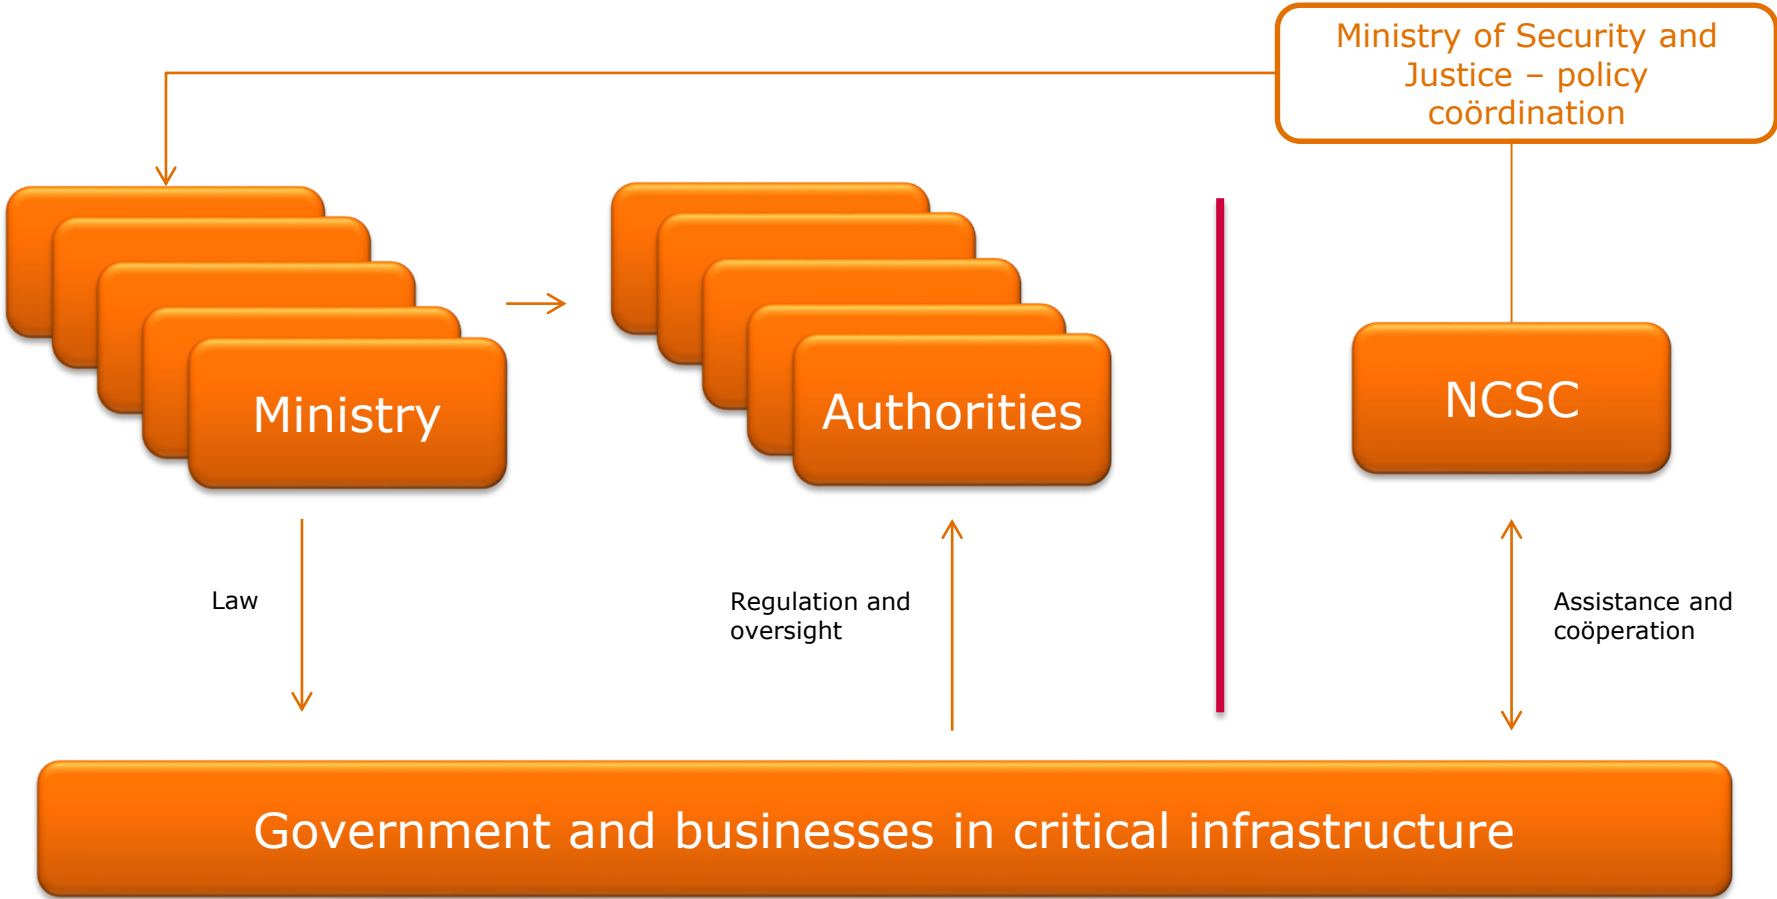 Ministry of Security and
Justice – policy
coördination
Ministry
Authorities
NCSC
Law
Regulation and
oversight
Assistance and
coöperation
Government and businesses in critical infrastructure